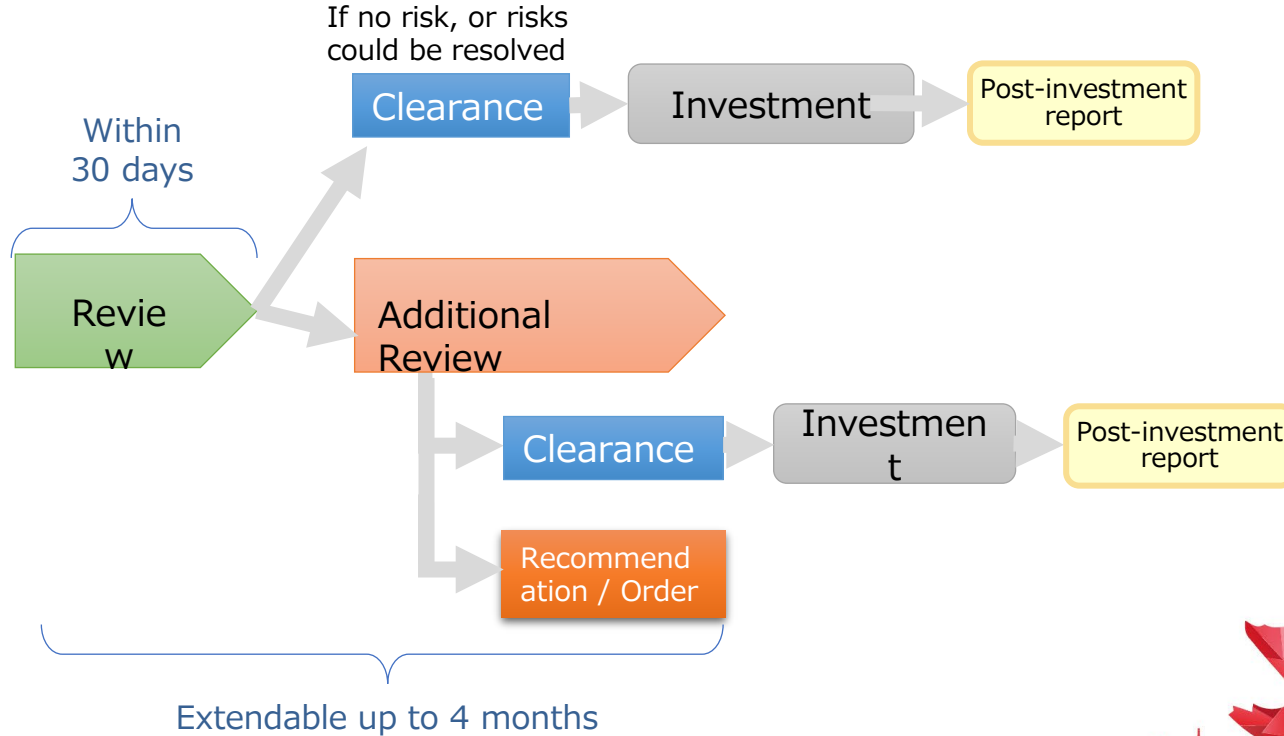 If no risk, or risks
could be resolved
Clearance
Investment
Post-investment
report
Within
30 days
Revie
w
Additional
Review
Clearance
Investmen
t
Post-investment
report
Recommend
ation / Order
Extendable up to 4 months